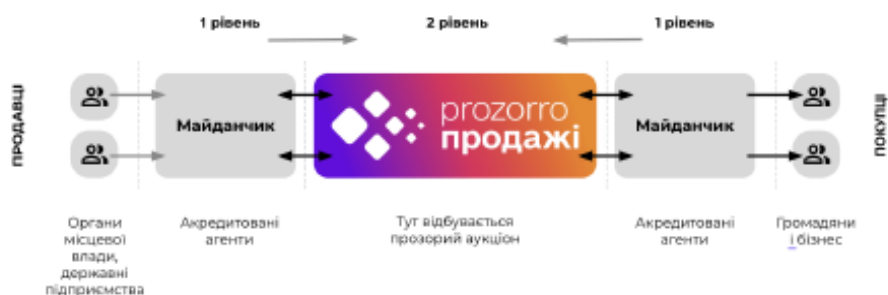 1 рівень
2 рівень
1 рівень
ПРОДАВЦІ
Майданчик
prozorro
продажі
Майданчик
ПОКУПЦІ
Органи
місцевої
влади,
державні
підприємства
Акредитовані
агенти
Тут відбувається
прозорий аукціон
Акредитовані
агенти
Громадяни
і бізнес